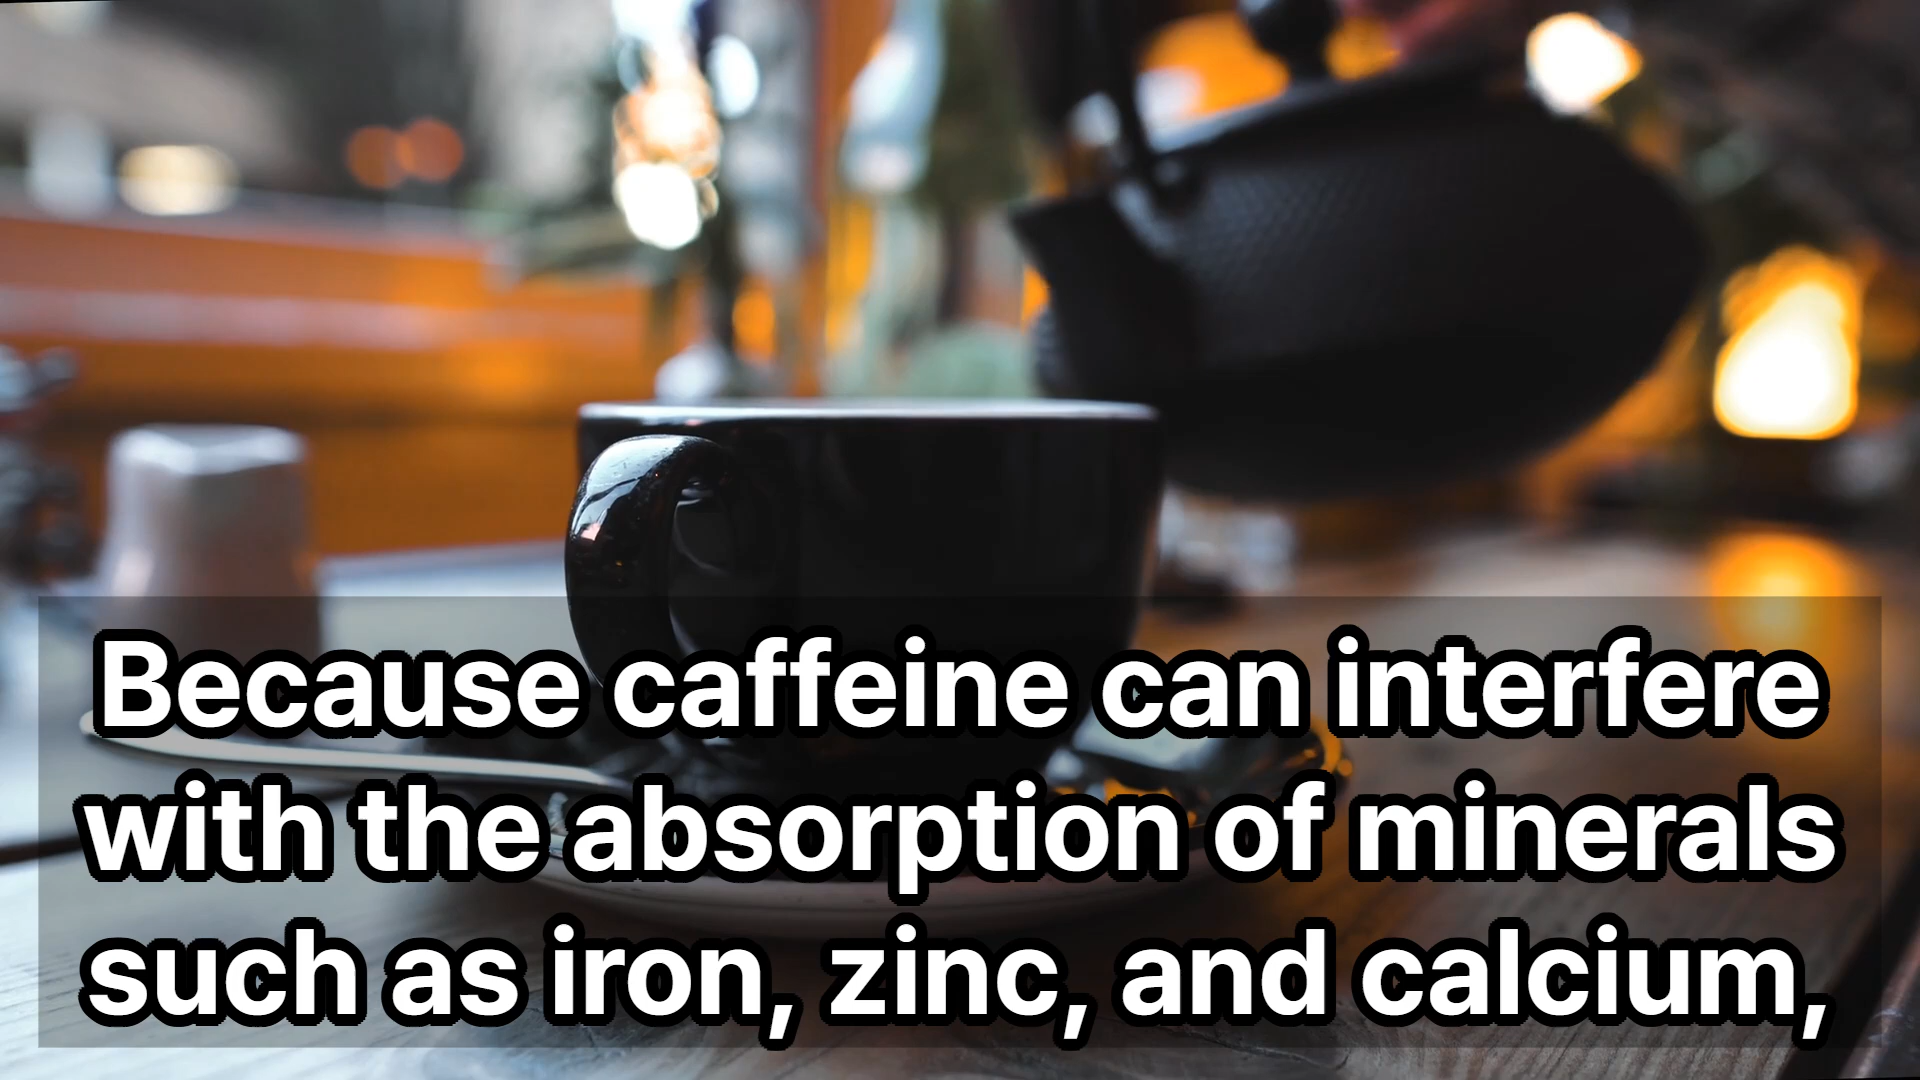 Because caffeine can interfere
with the absorption of minerals
such as iron, zinc, and calcium,